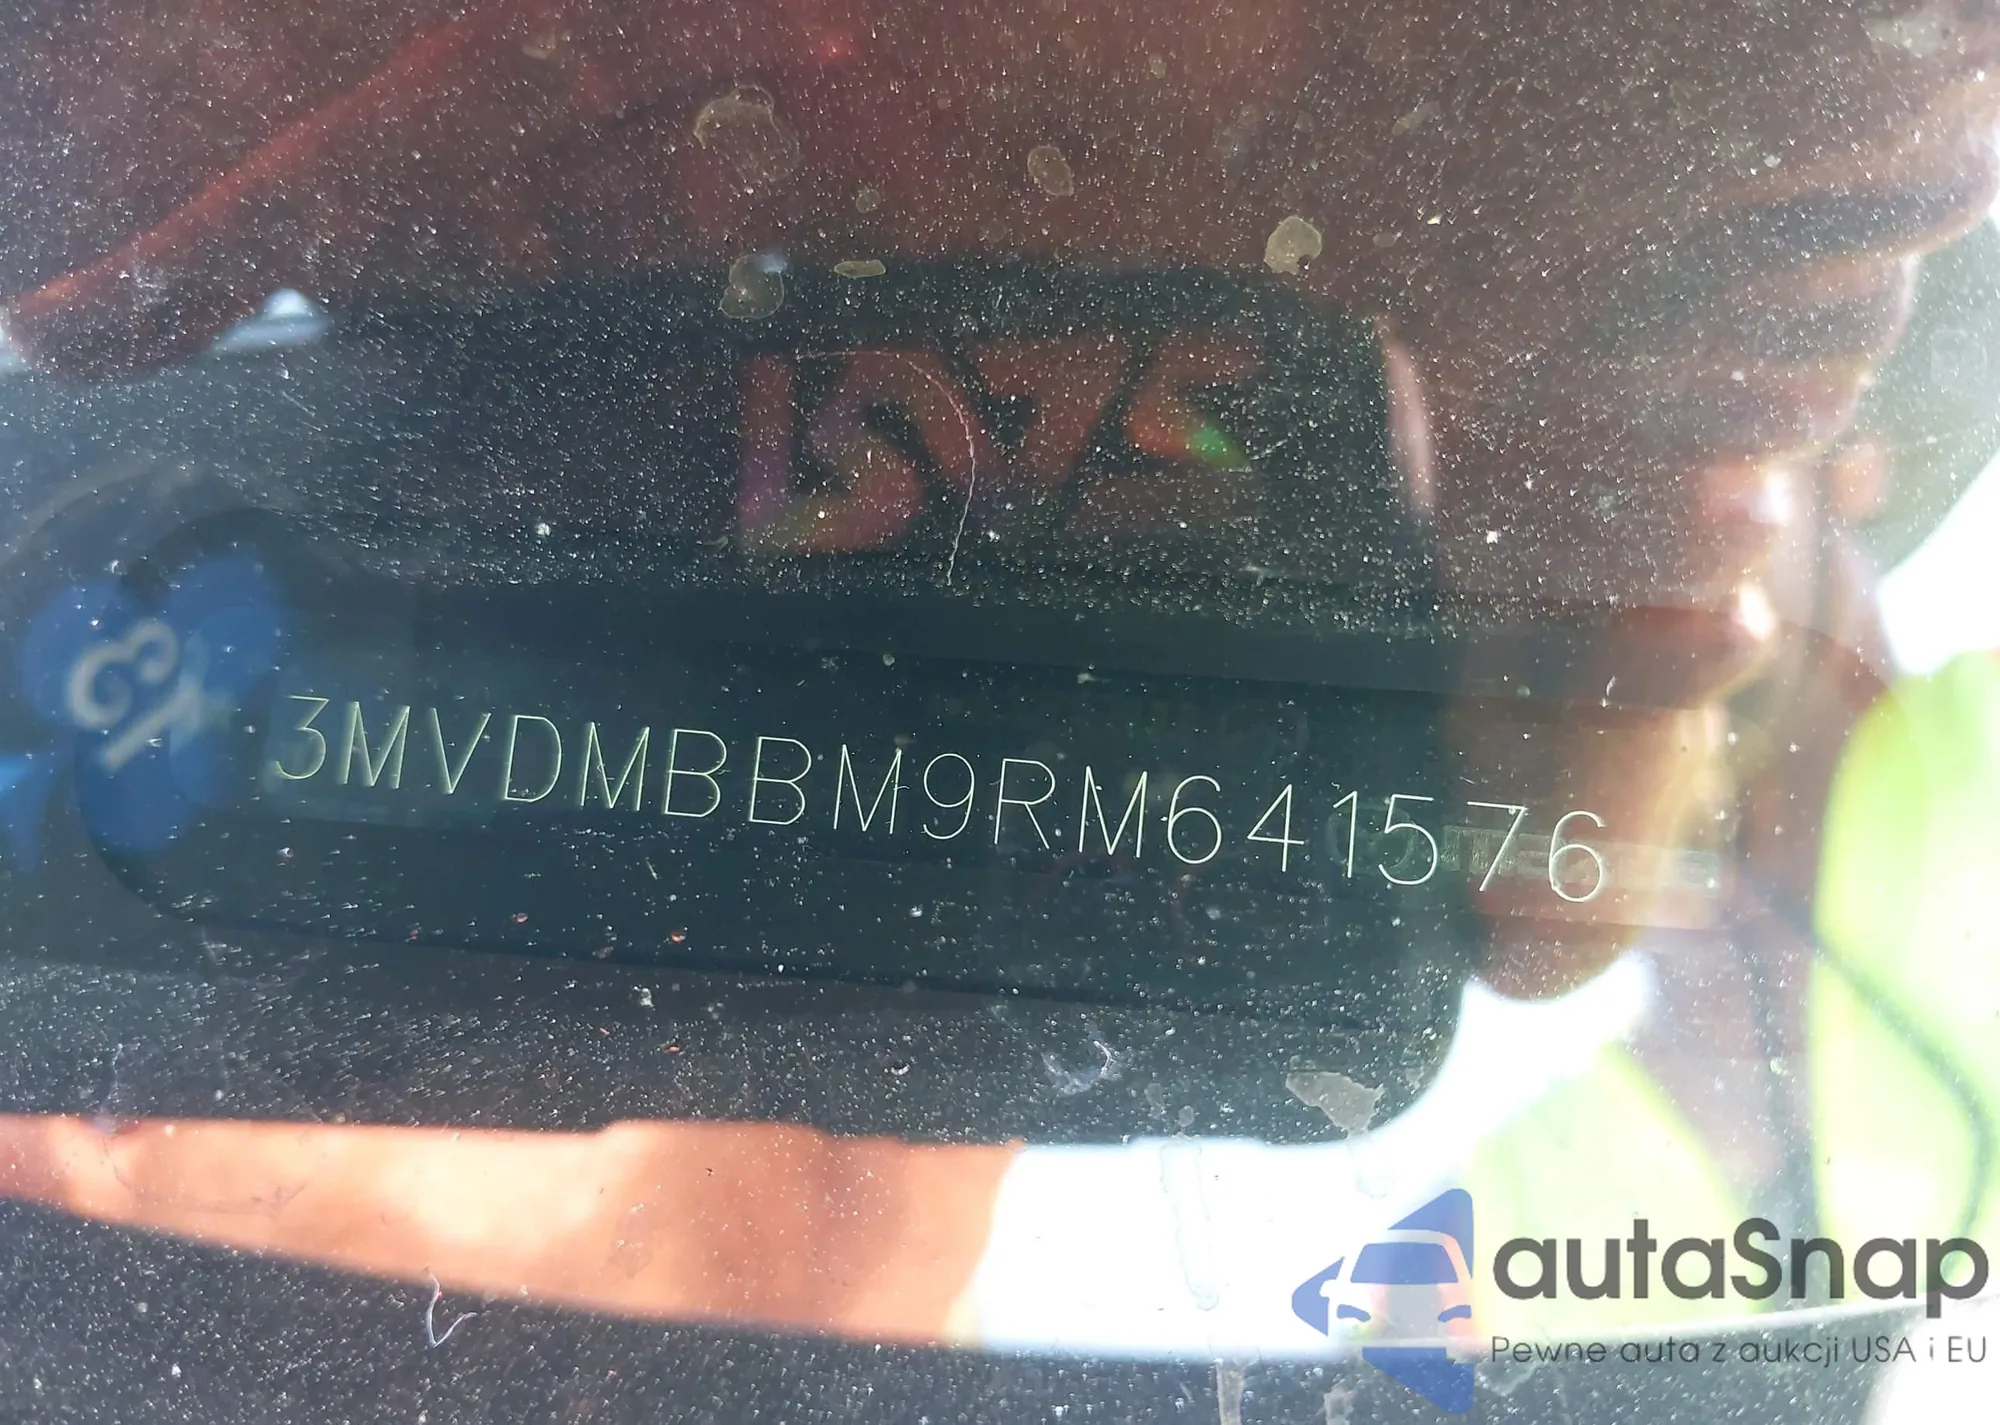 3MVDMBBM9RM641576
autaSnap
Pewne auta z aukcji USA i EU